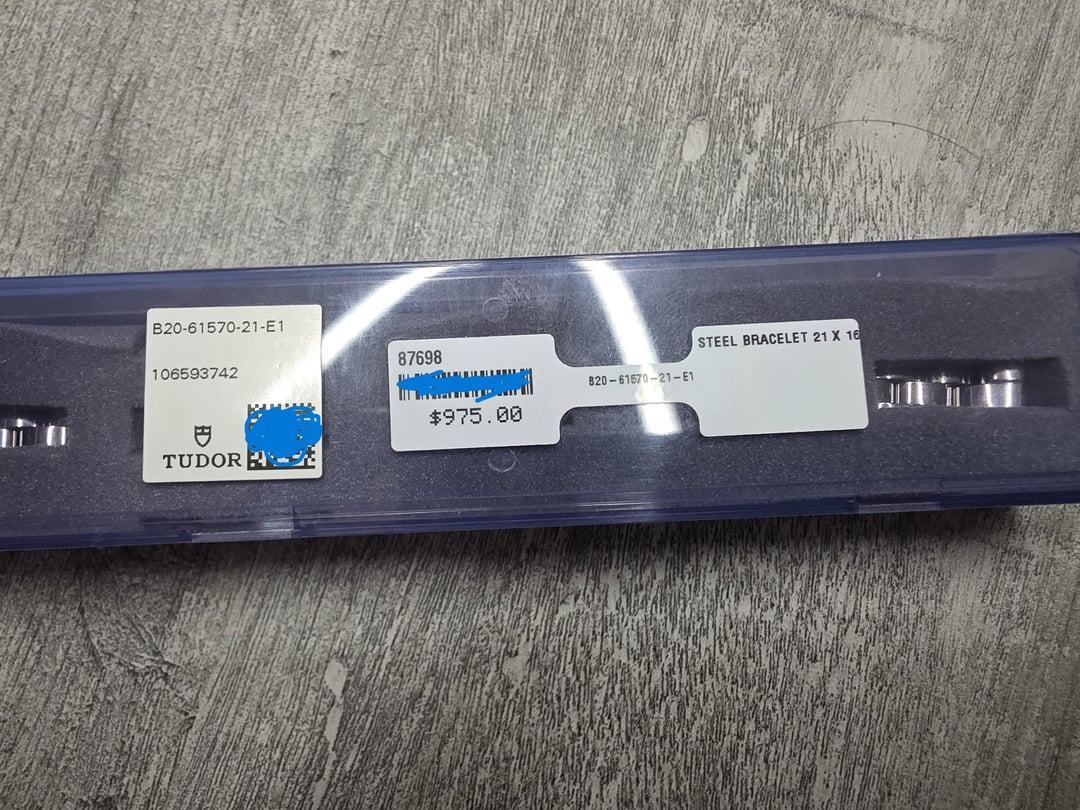 B20-61570-21-E1
106593742
TUDOR
87698
$975.00
B20-61570-21-E1
STEEL BRACELET 21 X 16